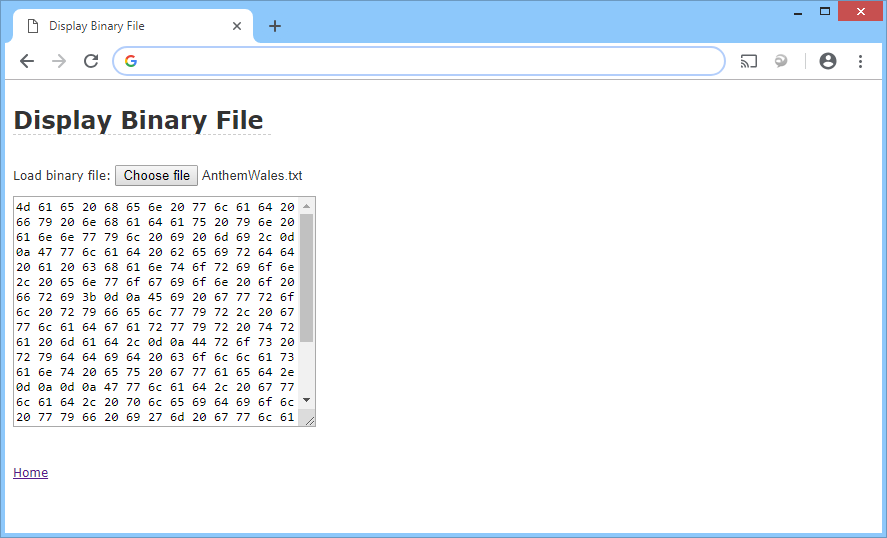 Display Binary File
Display Binary File
Load binary file: Choose file AnthemWales.txt
4d 61 65 20 68 65 6e 20 77 6c 61 64 20
66 79 20 6e 68 61 64 61 75 20 79 6e 20
61 6e 6e 77 79 6c 20 69 20 6d 69 2c 0d
0a 47 77 6c 61 64 20 62 65 69 72 64 64
20 61 20 63 68 61 6e 74 6f 72 69 6f 6e
2c 20 65 6e 77 6f 67 69 6f 6e 20 6f 20
66 72 69 3b 0d 0a 45 69 20 67 77 72 6f
6c 20 72 79 66 65 6c 77 79 72 2c 20 67
77 6c 61 64 67 61 72 77 79 72 20 74 72
61 20 6d 61 64 2c 0d 0a 44 72 6f 73 20
72 79 64 64 69 64 20 63 6f 6c 6c 61 73
61 6e 74 20 65 75 20 67 77 61 65 64 2e
0d 0a 0d 0a 47 77 6c 61 64 2c 20 67 77
6c 61 64 2c 20 70 6c 65 69 64 69 6f 6c
20 77 79 66 20 69 27 6d 20 67 77 6c 61
Home